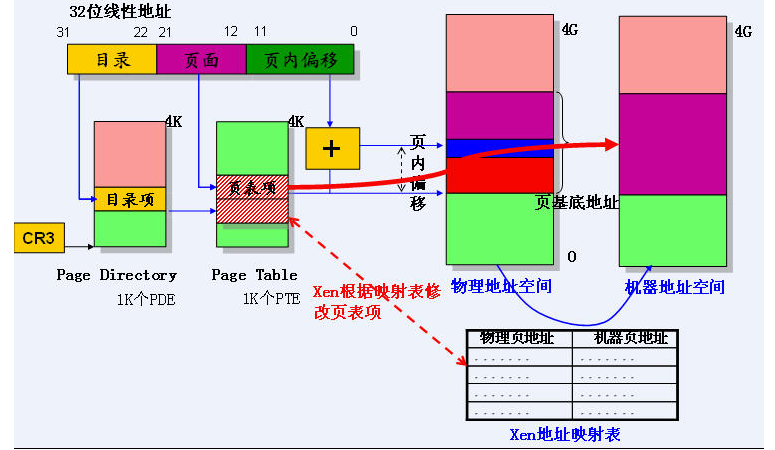 32位线性地址
31 22 21 12 11 0
目录 页面 页内偏移
4G
4G
4K
4K
+
页内偏移
目录项
页表项
页基底地址
CR3
0
Page Directory
1K个PDE
Page Table
1K个PTE
Xen根据映射表修
改页表项
物理地址空间
机器地址空间
物理页地址 机器页地址
.......  .......
.......  .......
.......  .......
.......  .......
Xen地址映射表